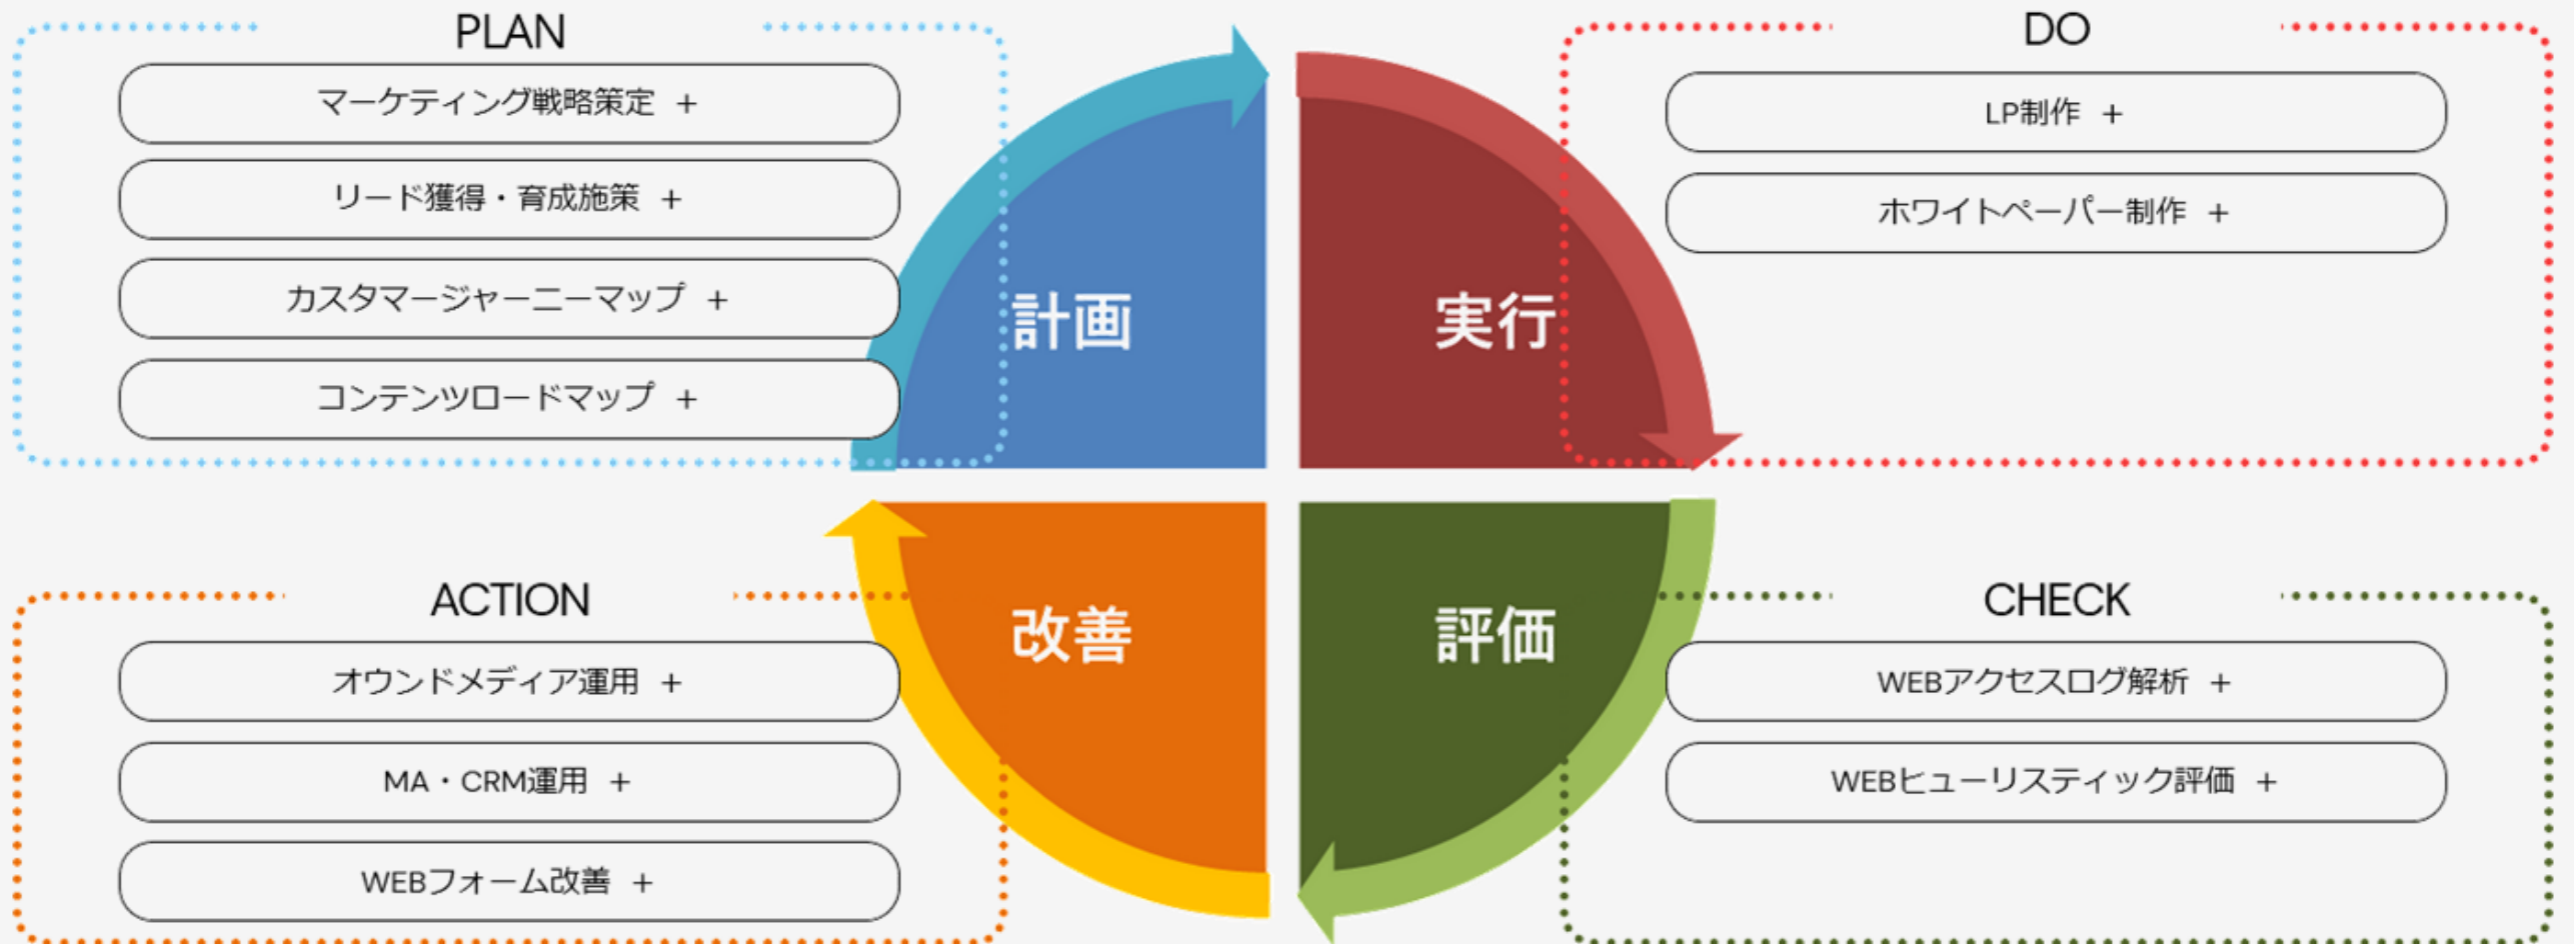 PLAN
マーケティング戦略策定 +
リード獲得・育成施策 +
カスタマージャーニーマップ +
コンテンツロードマップ +
計画
DO
LP制作 +
ホワイトペーパー制作 +
実行
ACTION
オウンドメディア運用 +
MA・CRM運用 +
WEBフォーム改善 +
改善
CHECK
WEBアクセスログ解析 +
WEBヒューリスティック評価 +
評価